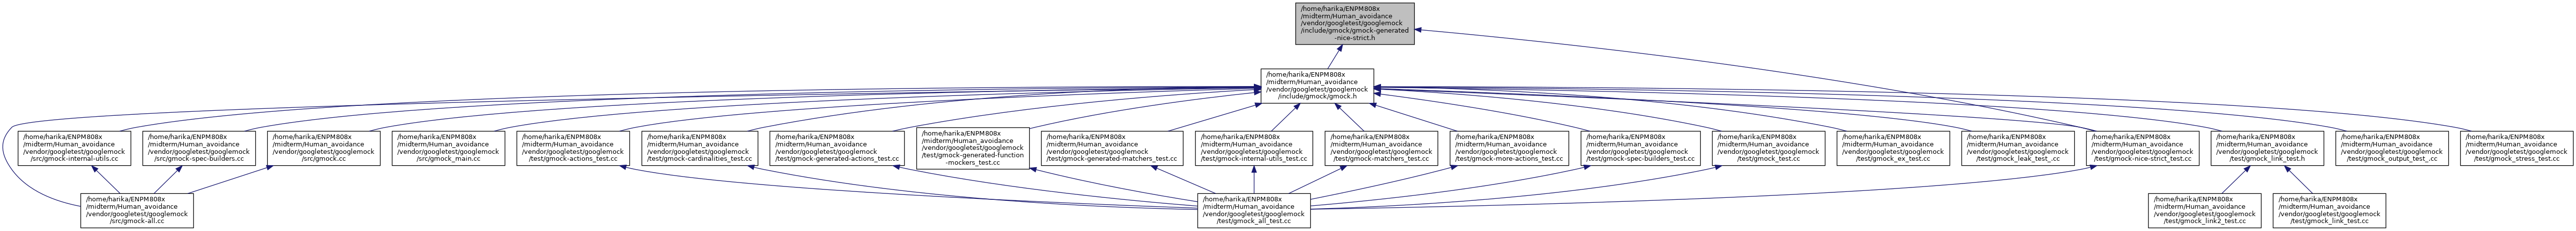 /home/harika/ENPM808x
/midterm/Human_avoidance
/vendor/googletest/googlemock
/include/gmock/gmock-generated
-nice-strict.h
/home/harika/ENPM808x
/midterm/Human_avoidance
/vendor/googletest/googlemock
/include/gmock/gmock.h
/home/harika/ENPM808x
/midterm/Human_avoidance
/vendor/googletest/googlemock
/src/gmock-internal-utils.cc
/home/harika/ENPM808x
/midterm/Human_avoidance
/vendor/googletest/googlemock
/src/gmock-spec-builders.cc
/home/harika/ENPM808x
/midterm/Human_avoidance
/vendor/googletest/googlemock
/src/gmock.cc
/home/harika/ENPM808x
/midterm/Human_avoidance
/vendor/googletest/googlemock
/src/gmock_main.cc
/home/harika/ENPM808x
/midterm/Human_avoidance
/vendor/googletest/googlemock
/test/gmock-actions_test.cc
/home/harika/ENPM808x
/midterm/Human_avoidance
/vendor/googletest/googlemock
/test/gmock-cardinalities_test.cc
/home/harika/ENPM808x
/midterm/Human_avoidance
/vendor/googletest/googlemock
/test/gmock-generated-actions_test.cc
/home/harika/ENPM808x
/midterm/Human_avoidance
/vendor/googletest/googlemock
/test/gmock-generated-function
-mockers_test.cc
/home/harika/ENPM808x
/midterm/Human_avoidance
/vendor/googletest/googlemock
/test/gmock-generated-matchers_test.cc
/home/harika/ENPM808x
/midterm/Human_avoidance
/vendor/googletest/googlemock
/test/gmock-internal-utils_test.cc
/home/harika/ENPM808x
/midterm/Human_avoidance
/vendor/googletest/googlemock
/test/gmock-matchers_test.cc
/home/harika/ENPM808x
/midterm/Human_avoidance
/vendor/googletest/googlemock
/test/gmock-more-actions_test.cc
/home/harika/ENPM808x
/midterm/Human_avoidance
/vendor/googletest/googlemock
/test/gmock-spec-builders_test.cc
/home/harika/ENPM808x
/midterm/Human_avoidance
/vendor/googletest/googlemock
/test/gmock_test.cc
/home/harika/ENPM808x
/midterm/Human_avoidance
/vendor/googletest/googlemock
/test/gmock_ex_test.cc
/home/harika/ENPM808x
/midterm/Human_avoidance
/vendor/googletest/googlemock
/test/gmock_leak_test_.cc
/home/harika/ENPM808x
/midterm/Human_avoidance
/vendor/googletest/googlemock
/test/gmock-nice-strict_test.cc
/home/harika/ENPM808x
/midterm/Human_avoidance
/vendor/googletest/googlemock
/test/gmock_link_test.h
/home/harika/ENPM808x
/midterm/Human_avoidance
/vendor/googletest/googlemock
/test/gmock_output_test_.cc
/home/harika/ENPM808x
/midterm/Human_avoidance
/vendor/googletest/googlemock
/test/gmock_stress_test.cc
/home/harika/ENPM808x
/midterm/Human_avoidance
/vendor/googletest/googlemock
/src/gmock-all.cc
/home/harika/ENPM808x
/midterm/Human_avoidance
/vendor/googletest/googlemock
/test/gmock_all_test.cc
/home/harika/ENPM808x
/midterm/Human_avoidance
/vendor/googletest/googlemock
/test/gmock_link2_test.cc
/home/harika/ENPM808x
/midterm/Human_avoidance
/vendor/googletest/googlemock
/test/gmock_link_test.cc